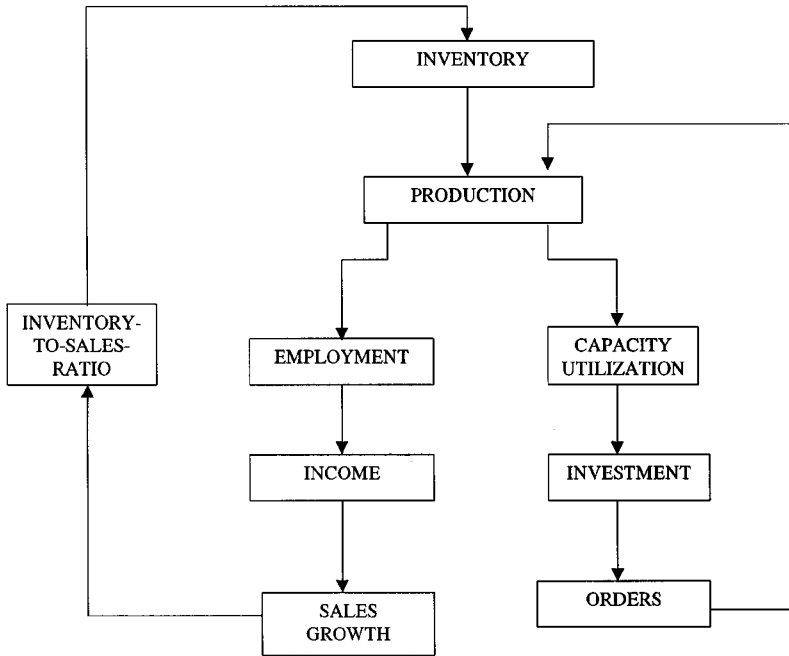 INVENTORY
PRODUCTION
INVENTORY-
TO-SALES-
RATIO
EMPLOYMENT
CAPACITY
UTILIZATION
INCOME
INVESTMENT
SALES
GROWTH
ORDERS